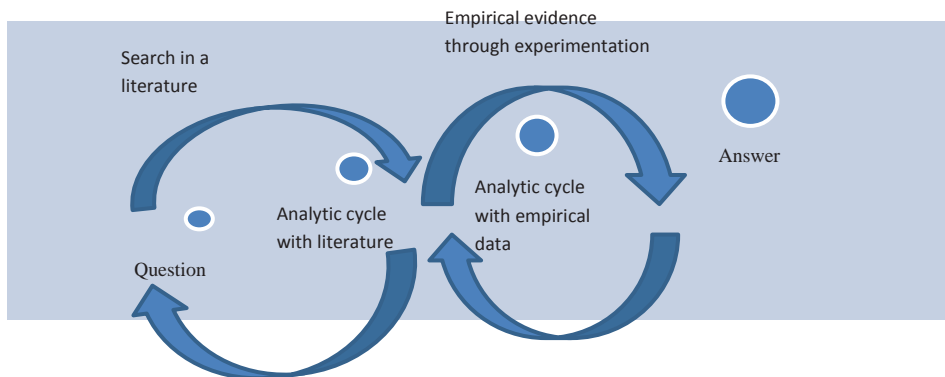 Empirical evidence
through experimentation
Search in a
literature
Answer
Analytic cycle
with empirical
data
Analytic cycle
with literature
Question